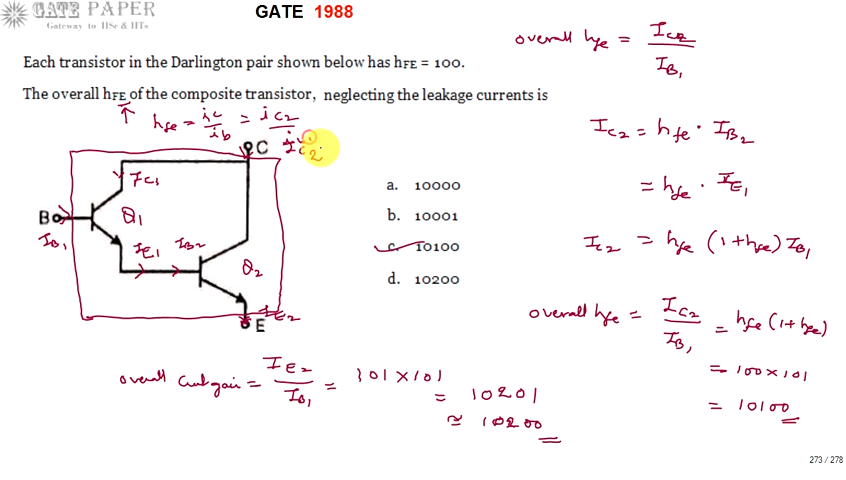 GATE PAPER
Gateway to IISc & IITs
GATE 1988
Each transistor in the Darlington pair shown below has hFE = 100.
The overall hFE of the composite transistor, neglecting the leakage currents is
↑ hfe = ic/ib = iC2/
C
IC1
B
IB1
Q1
IE1
IB2
Q2
E
IE2
a. 10000
b. 10001
c. 10100
d. 10200
overall hfe = IC2/IB1
IC2 = hfe · IB2
= hfe · IE1
IC2 = hfe (1+hfe) IB1
overall hfe = IC2/IB1 = hfe (1+hfe)
= 100 x 101
= 10100
overall = IE2/IB1 = 101 x 101
= 10201
≈ 10200
273 / 278